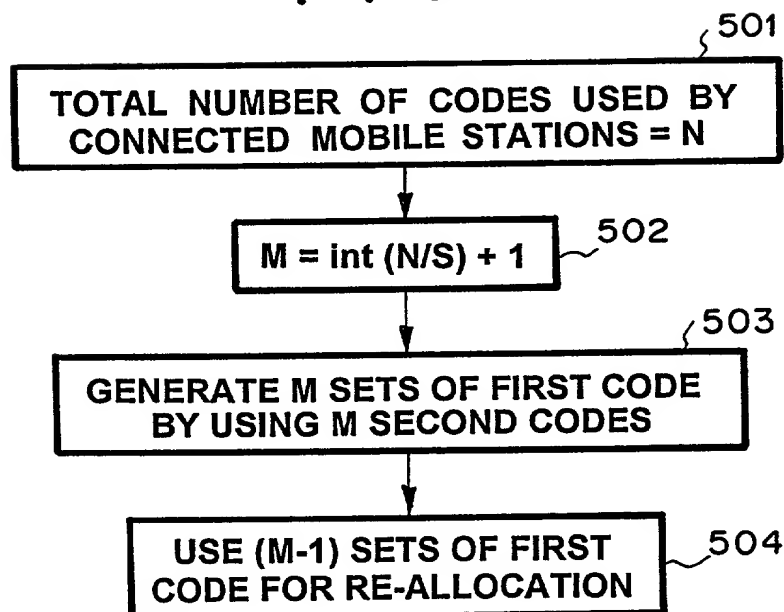 501
TOTAL NUMBER OF CODES USED BY
CONNECTED MOBILE STATIONS = N
502
M = int (N/S) + 1
503
GENERATE M SETS OF FIRST CODE
BY USING M SECOND CODES
504
USE (M-1) SETS OF FIRST
CODE FOR RE-ALLOCATION